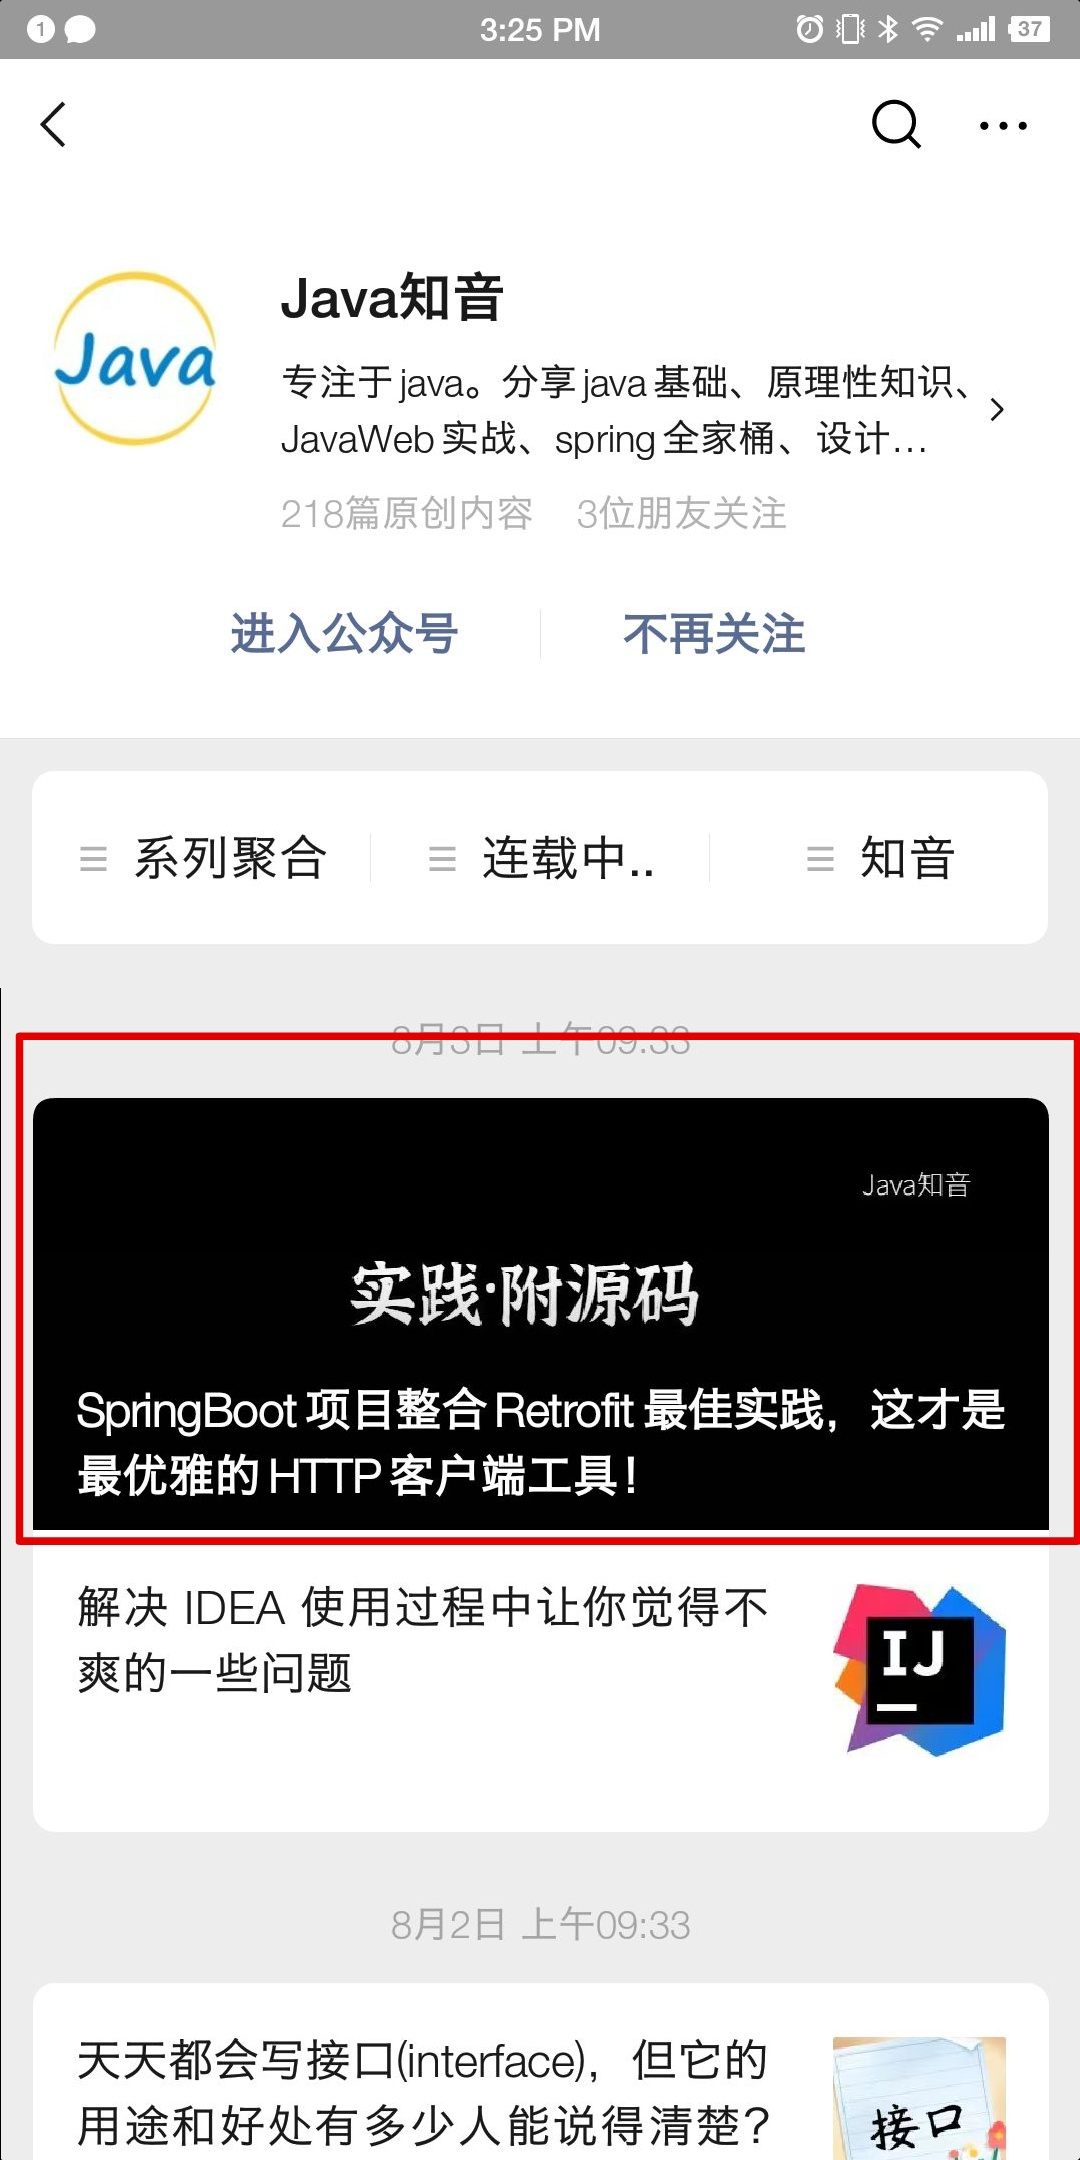 1
3:25 PM
37
Java
Java知音
专注于java。分享java基础、原理性知识、
JavaWeb实战、spring全家桶、设计...
218篇原创内容 3位朋友关注
进入公众号 不再关注
系列聚合 连载中.. 知音
8月3日 上午09:33
Java知音
实践·附源码
SpringBoot项目整合Retrofit最佳实践，这才是
最优雅的HTTP客户端工具！
解决 IDEA 使用过程中让你觉得不
爽的一些问题
IJ
8月2日 上午09:33
天天都会写接口(interface)，但它的
用途和好处有多少人能说得清楚？
接口